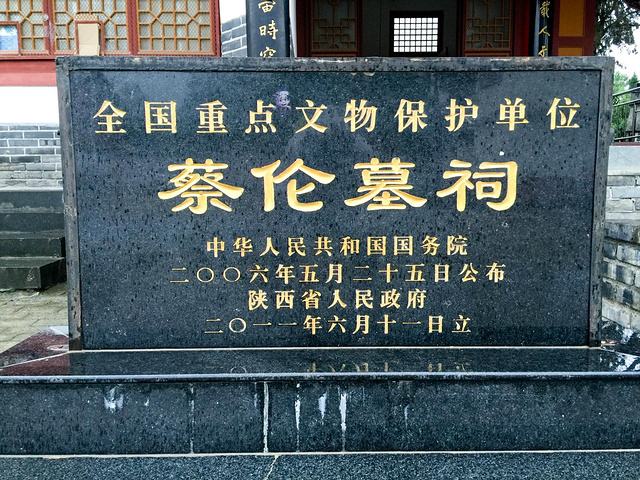 全国重点文物保护单位
蔡伦墓祠
中华人民共和国国务院
二〇〇六年五月二十五日公布
陕西省人民政府
二〇一一年六月十一日立
时空